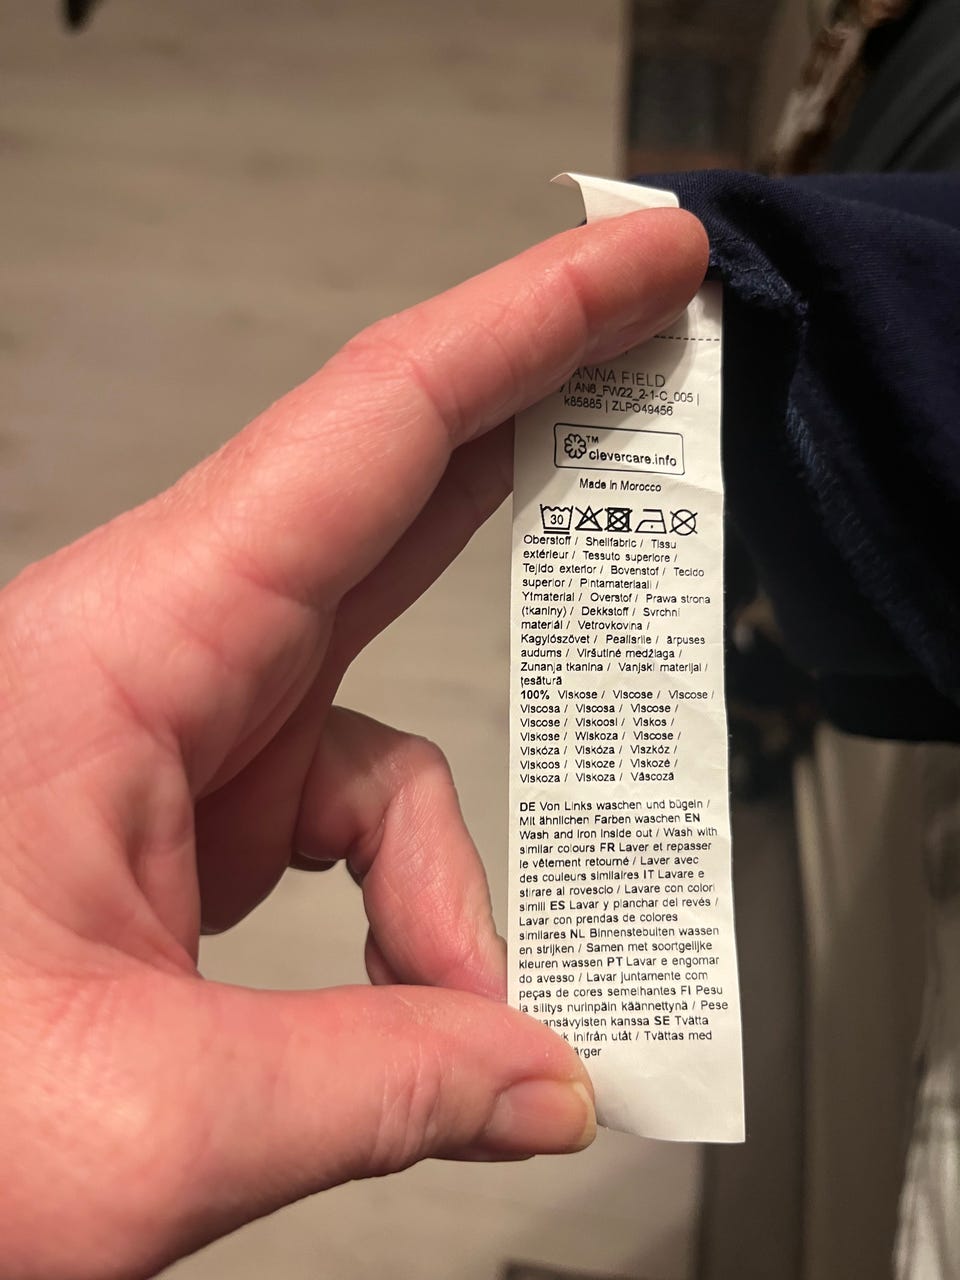 ANNA FIELD
| AN6_FW22_2-1-C_005 |
k85885 | ZLPO49456
TM
clevercare.info
Made in Morocco
30
Oberstoff / Shellfabric / Tissu
extérieur / Tessuto superiore /
Tejido exterior / Bovenstof / Tecido
superior / Pintamateriaali /
Ytmaterial / Overstof / Prawa strona
(tkaniny) / Dekkstoff / Svrchní
materiál / Vetrovkovina /
Kagylószövet / Pealisriie / ārpuses
audums / Viršutinė medžiaga /
Zunanja tkanina / Vanjski materijal /
țesătură
100% Viskose / Viscose / Viscose /
Viscosa / Viscosa / Viscose /
Viscose / Viskoosi / Viskos /
Viskose / Wiskoza / Viscose /
Viskóza / Viskóza / Viszkóz /
Viskoos / Viskoze / Viskozė /
Viskoza / Viskoza / Vâscoză
DE Von Links waschen und bügeln /
Mit ähnlichen Farben waschen EN
Wash and iron inside out / Wash with
similar colours FR Laver et repasser
le vêtement retourné / Laver avec
des couleurs similaires IT Lavare e
stirare al rovescio / Lavare con colori
simili ES Lavar y planchar del revés /
Lavar con prendas de colores
similares NL Binnenstebuiten wassen
en strijken / Samen met soortgelijke
kleuren wassen PT Lavar e engomar
do avesso / Lavar juntamente com
peças de cores semelhantes FI Pesu
ja silitys nurinpäin käännettynä / Pese
kanssa SE Tvätta
inifrån utåt / Tvättas med